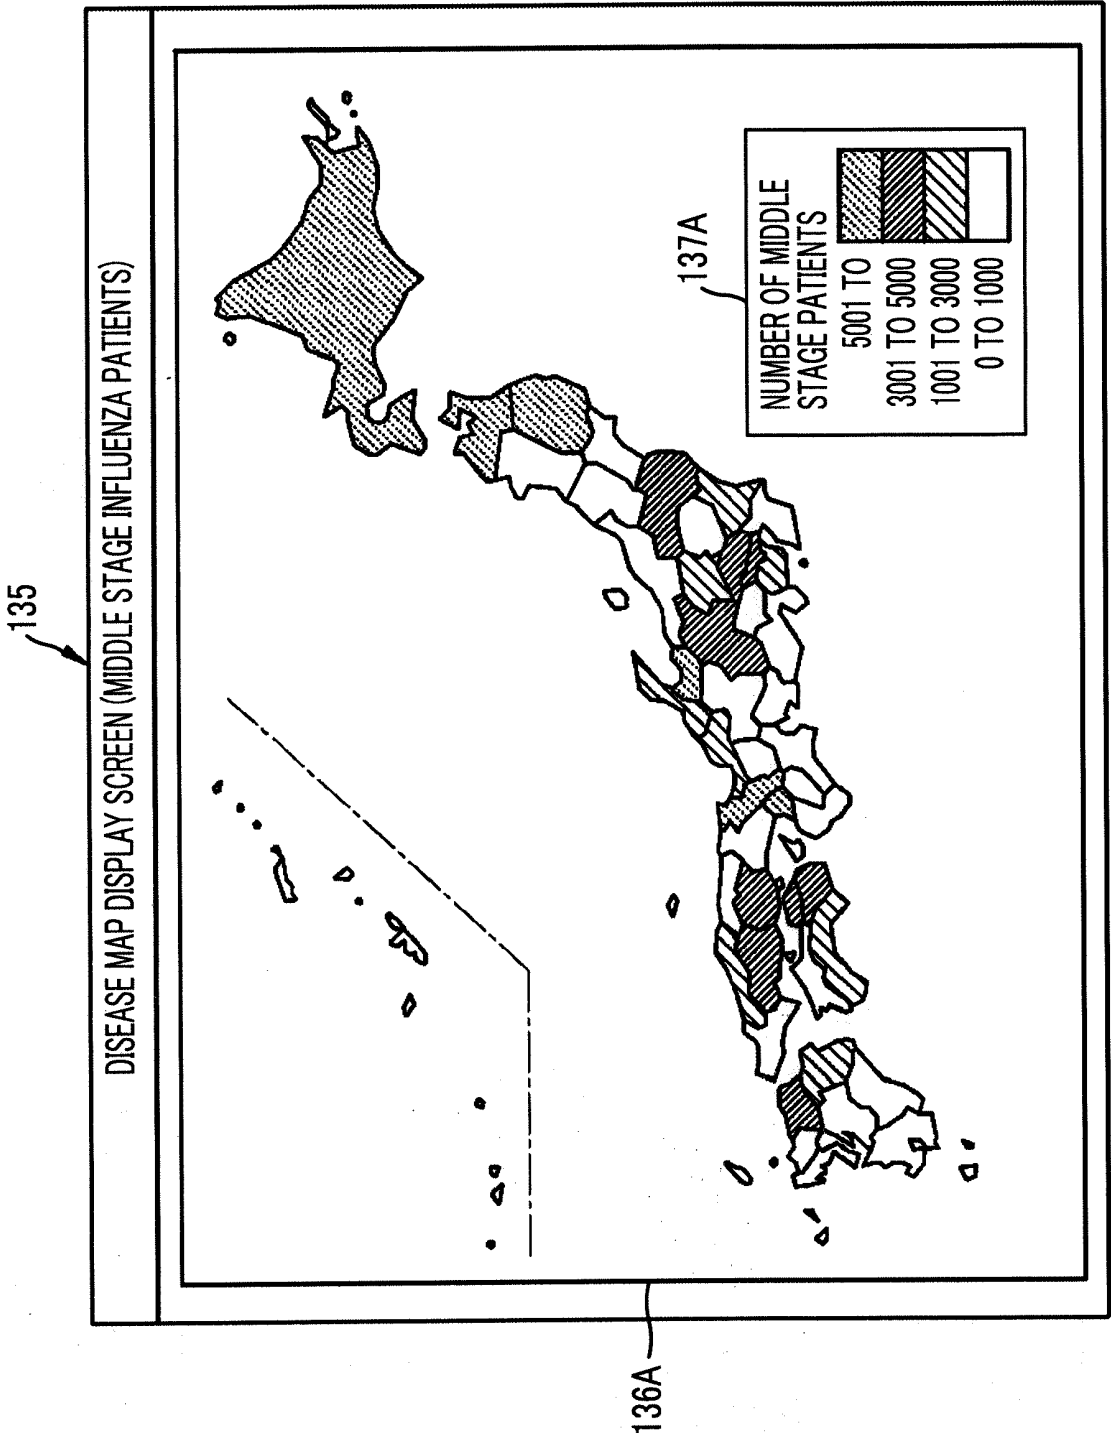 135
DISEASE MAP DISPLAY SCREEN (MIDDLE STAGE INFLUENZA PATIENTS)
137A
NUMBER OF MIDDLE
STAGE PATIENTS
5001 TO
3001 TO 5000
1001 TO 3000
0 TO 1000
136A